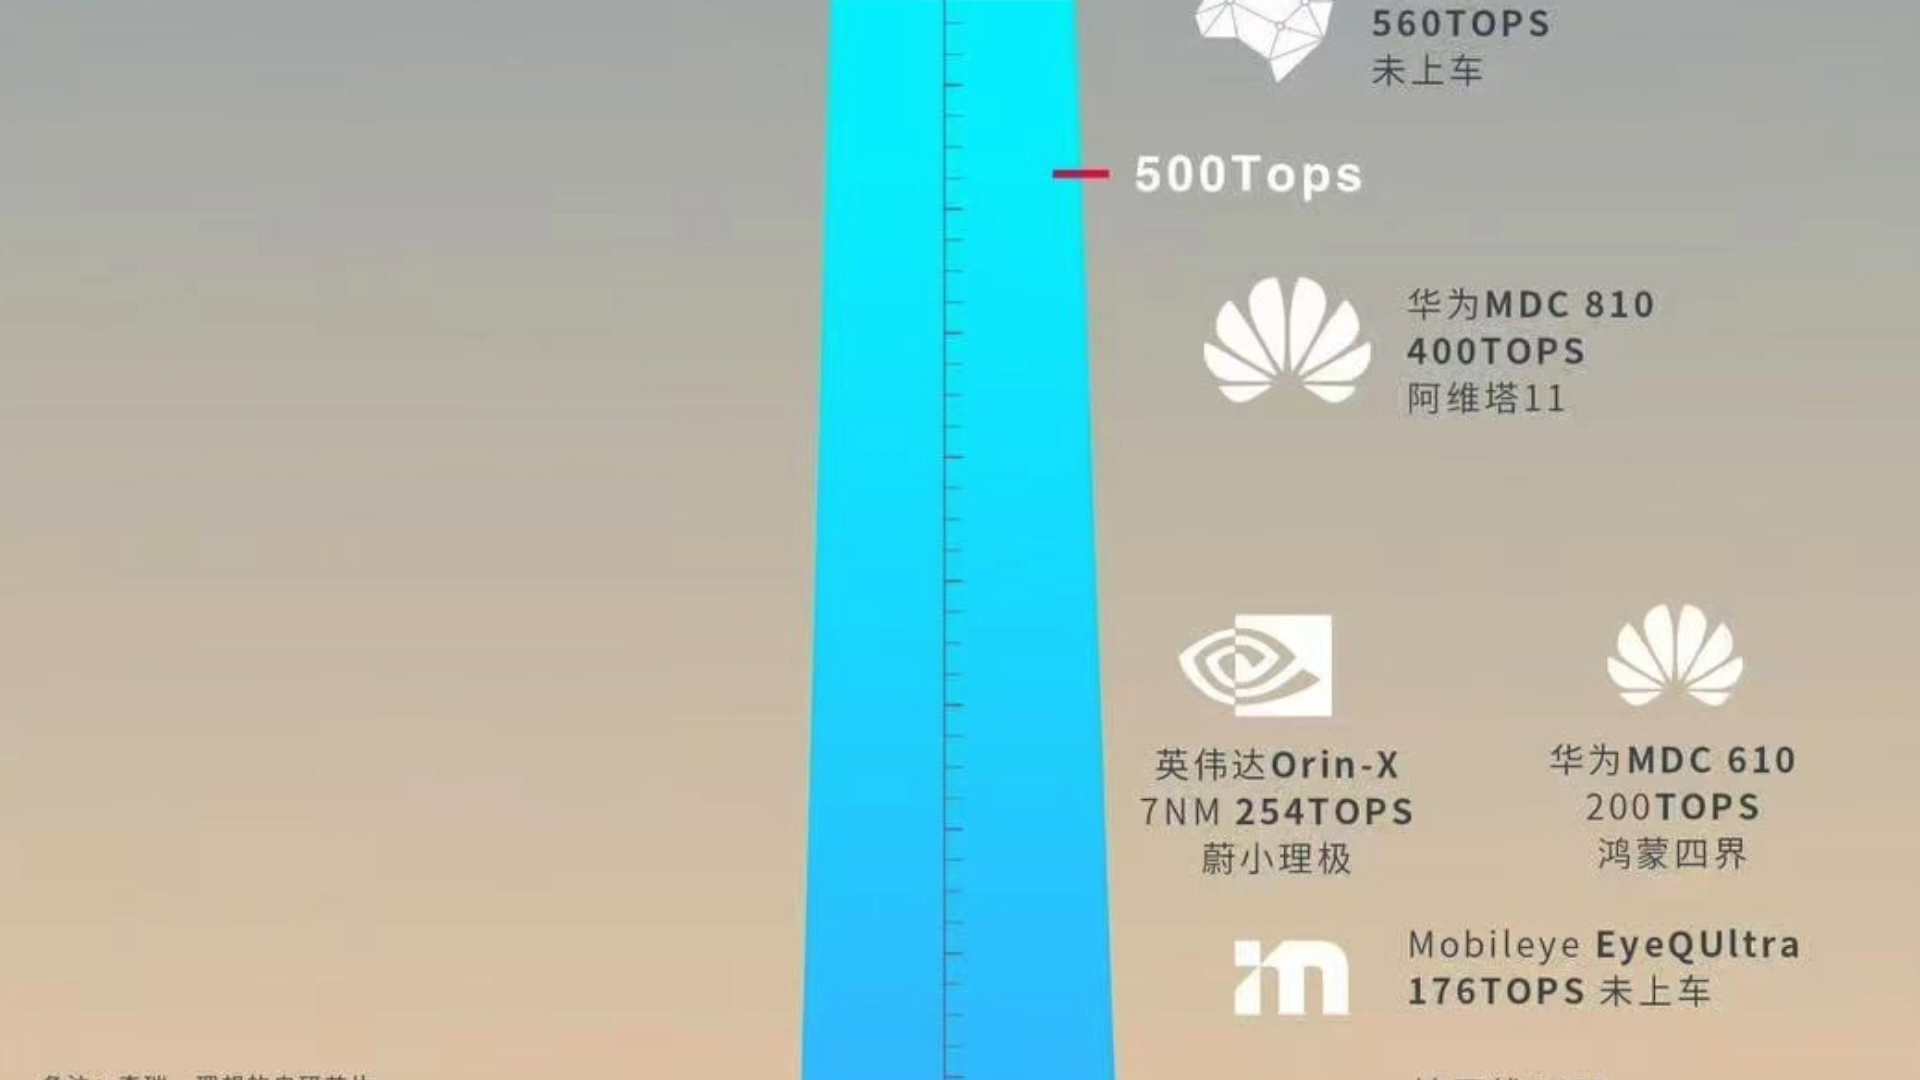 560TOPS
未上车
500Tops
华为MDC 810
400TOPS
阿维塔11
英伟达Orin-X
7NM 254TOPS
蔚小理极
华为MDC 610
200TOPS
鸿蒙四界
Mobileye EyeQUltra
176TOPS 未上车